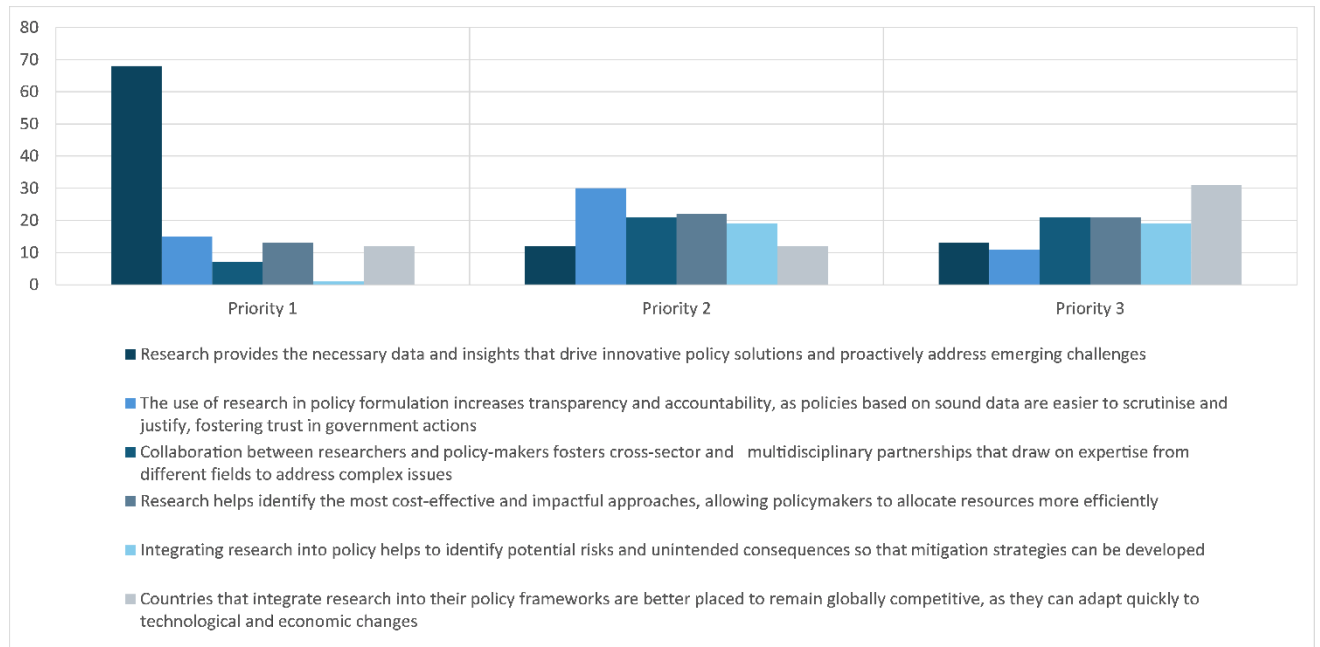 80
70
60
50
40
30
20
10
0
Priority 1 Priority 2 Priority 3
Research provides the necessary data and insights that drive innovative policy solutions and proactively address emerging challenges
The use of research in policy formulation increases transparency and accountability, as policies based on sound data are easier to scrutinise and
justify, fostering trust in government actions
Collaboration between researchers and policy-makers fosters cross-sector and multidisciplinary partnerships that draw on expertise from
different fields to address complex issues
Research helps identify the most cost-effective and impactful approaches, allowing policymakers to allocate resources more efficiently
Integrating research into policy helps to identify potential risks and unintended consequences so that mitigation strategies can be developed
Countries that integrate research into their policy frameworks are better placed to remain globally competitive, as they can adapt quickly to
technological and economic changes